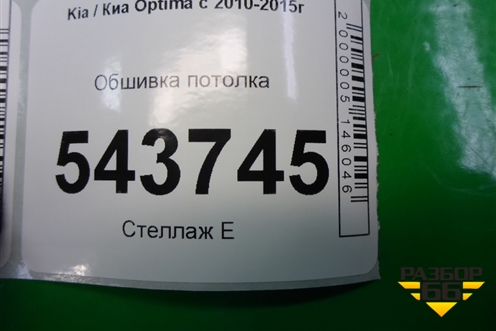 Kia / Киа Optima с 2010-2015г
Обшивка потолка
543745
Стеллаж Е
2000005146046
РАЗБОР
66